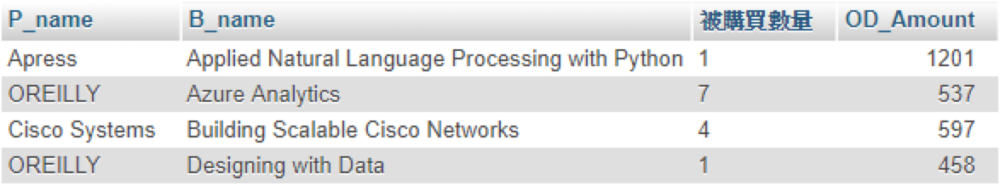 P_name B_name 被購買數量 OD_Amount
Apress Applied Natural Language Processing with Python 1 1201
OREILLY Azure Analytics 7 537
Cisco Systems Building Scalable Cisco Networks 4 597
OREILLY Designing with Data 1 458